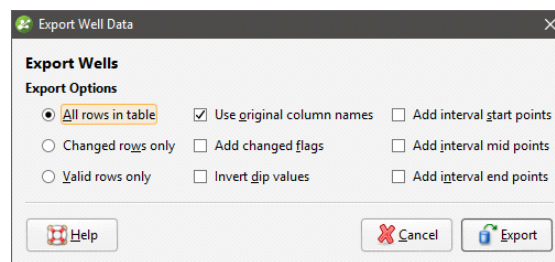 Export Well Data
Export Wells
Export Options
All rows in table Use original column names Add interval start points
Changed rows only Add changed flags Add interval mid points
Valid rows only Invert dip values Add interval end points
Help Cancel Export